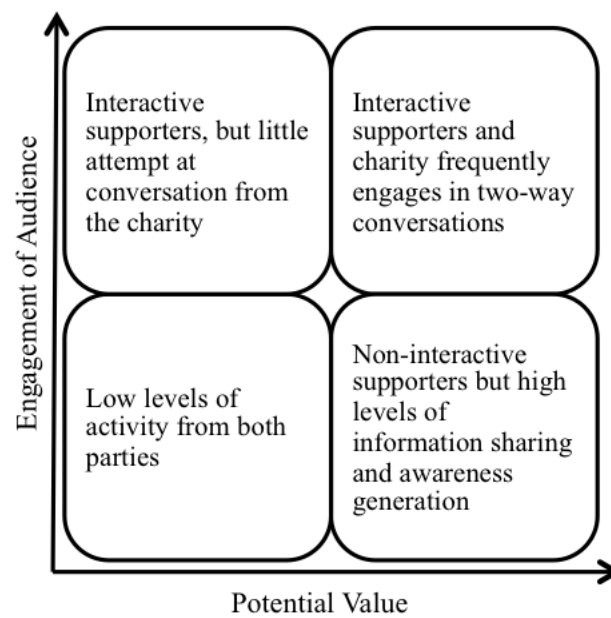 Engagement of Audience
Interactive
supporters, but little
attempt at
conversation from
the charity
Interactive
supporters and
charity frequently
engages in two-way
conversations
Low levels of
activity from both
parties
Non-interactive
supporters but high
levels of
information sharing
and awareness
generation
Potential Value